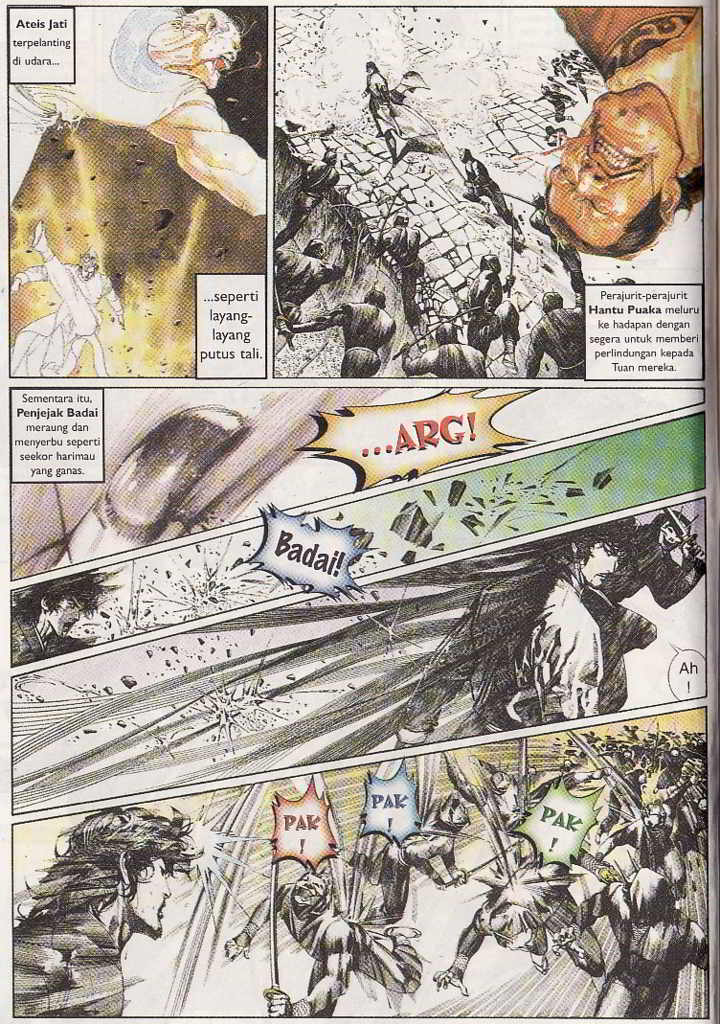 Ateis Jati
terpelanting
di udara...
...seperti
layang-
layang
putus tali.
Perajurit-perajurit
Hantu Puaka meluru
ke hadapan dengan
segera untuk memberi
perlindungan kepada
Tuan mereka.
Sementara itu,
Penjejak Badai
meraung dan
menyerbu seperti
seekor harimau
yang ganas.
...ARG!
Badai!
Ah
!
PAK
!
PAK
!
PAK
!